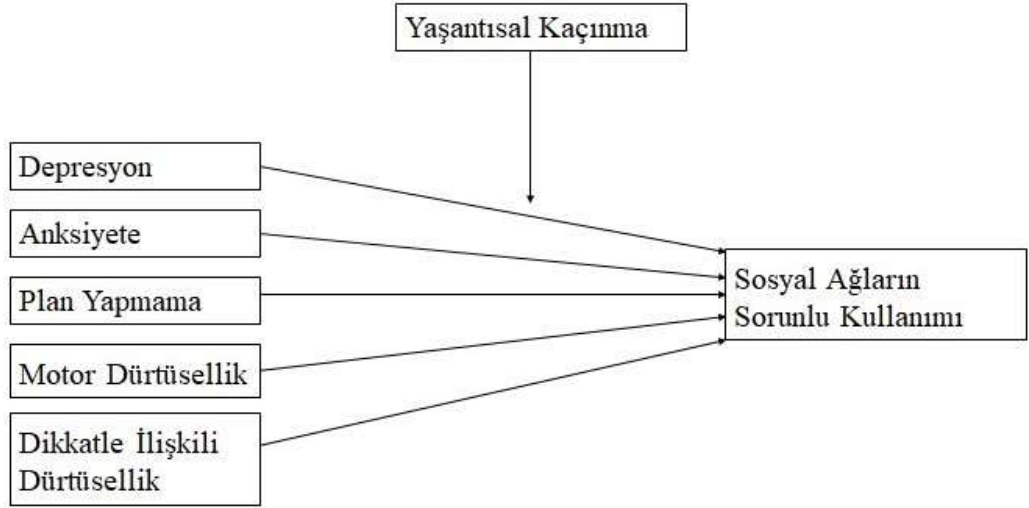 Yaşantısal Kaçınma
Depresyon
Anksiyete
Plan Yapmama
Motor Dürtüsellik
Dikkatle İlişkili
Dürtüsellik
Sosyal Ağların
Sorunlu Kullanımı